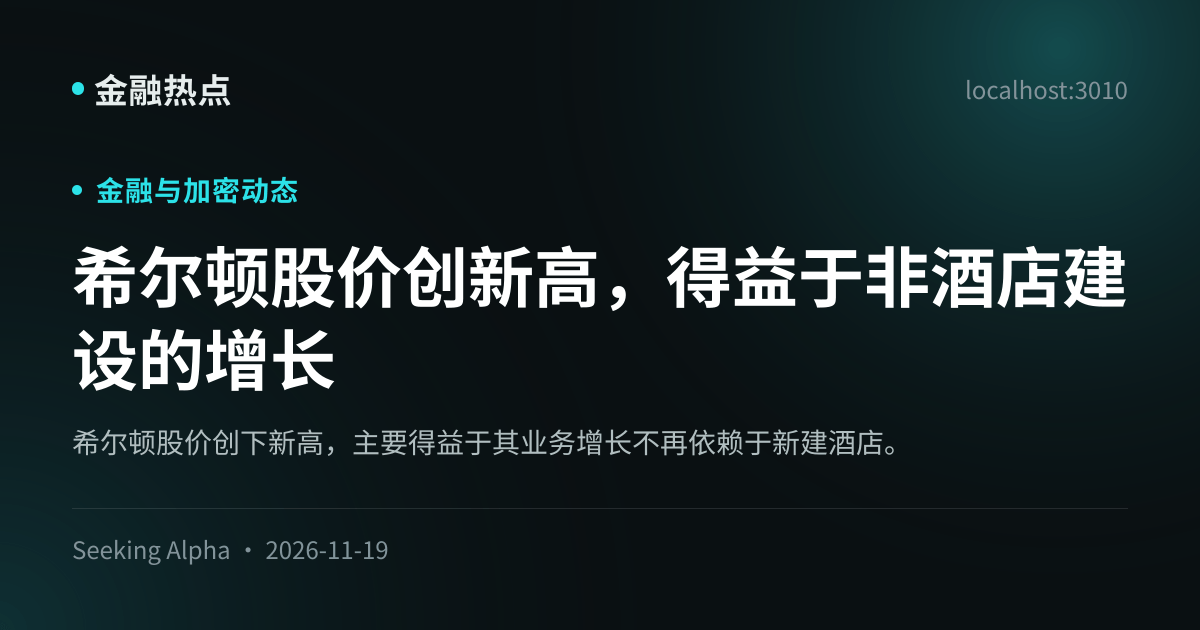 金融热点
localhost:3010
金融与加密动态
希尔顿股价创新高，得益于非酒店建
设的增长
希尔顿股价创下新高，主要得益于其业务增长不再依赖于新建酒店。
Seeking Alpha · 2026-11-19